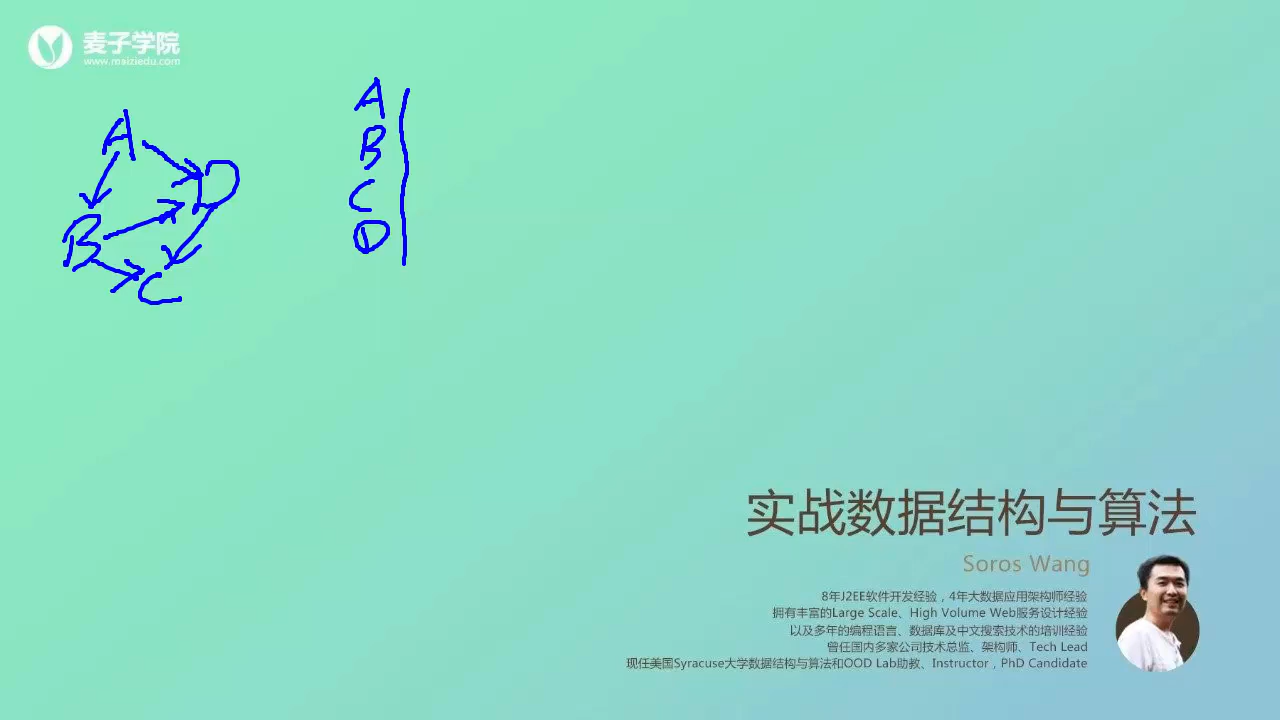 麦子学院
www.maiziedu.com
A
B
C
D
A
D
B
C
实战数据结构与算法
Soros Wang
8年J2EE软件开发经验，4年大数据应用架构师经验
拥有丰富的Large Scale、High Volume Web服务设计经验
以及多年的编程语言、数据库及中文搜索技术的培训经验
曾任国内多家公司技术总监、架构师、Tech Lead
现任美国Syracuse大学数据结构与算法和OOD Lab助教、Instructor，PhD Candidate